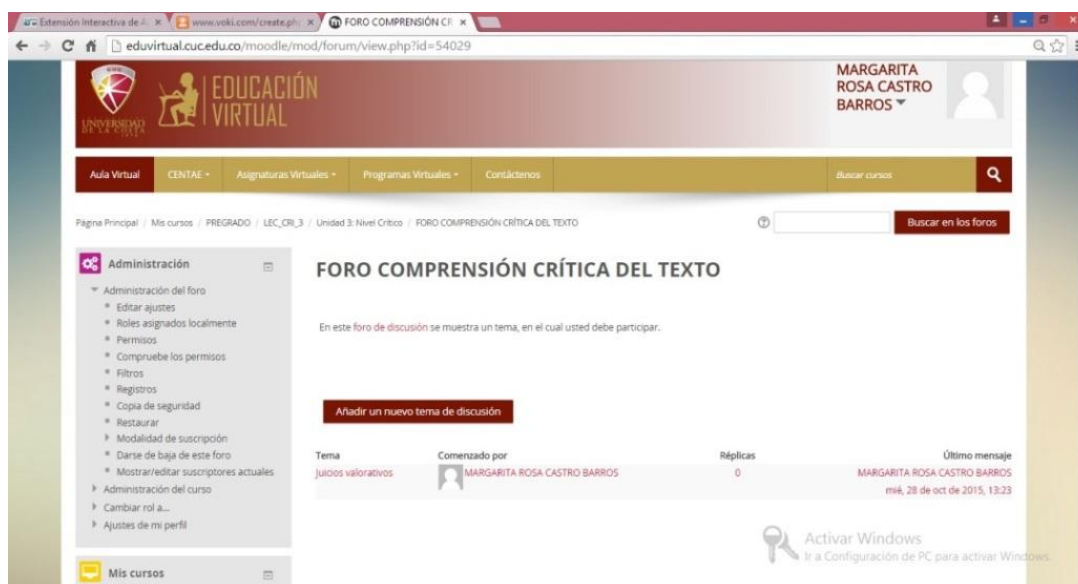 Extensión Interactiva de A
www.voki.com/create.ph
FORO COMPRENSIÓN CR
eduvirtual.cuc.edu.co/moodle/mod/forum/view.php?id=54029
UNIVERSIDAD
DE LA COSTA
EDUCACIÓN
VIRTUAL
MARGARITA
ROSA CASTRO
BARROS
Aula Virtual CENTAE Asignaturas Virtuales Programas Virtuales Contáctenos Buscar cursos
Página Principal / Mis cursos / PREGRADO / LEC_CRI_3 / Unidad 3: Nivel Crítico / FORO COMPRENSIÓN CRÍTICA DEL TEXTO
Buscar en los foros
Administración
Administración del foro
Editar ajustes
Roles asignados localmente
Permisos
Compruebe los permisos
Filtros
Registros
Copia de seguridad
Restaurar
Modalidad de suscripción
Darse de baja de este foro
Mostrar/editar suscriptores actuales
Administración del curso
Cambiar rol a...
Ajustes de mi perfil
Mis cursos
FORO COMPRENSIÓN CRÍTICA DEL TEXTO
En este foro de discusión se muestra un tema, en el cual usted debe participar.
Añadir un nuevo tema de discusión
Tema Comenzado por Réplicas Último mensaje
Juicios valorativos MARGARITA ROSA CASTRO BARROS 0 MARGARITA ROSA CASTRO BARROS
mié, 28 de oct de 2015, 13:23
Activar Windows
Ir a Configuración de PC para activar Windows.